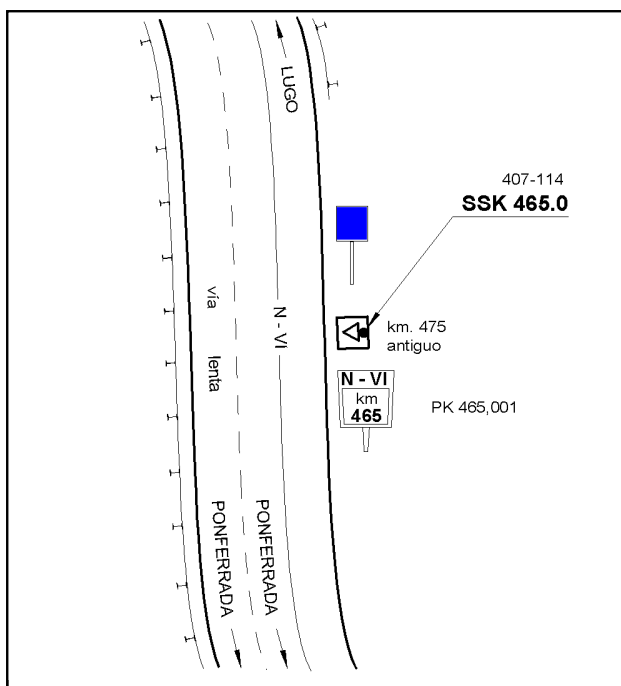 LUGO
407-114
SSK 465.0
vía
lenta
N - VI
km. 475
antiguo
N - VI
km
465
PK 465,001
PONFERRADA
PONFERRADA